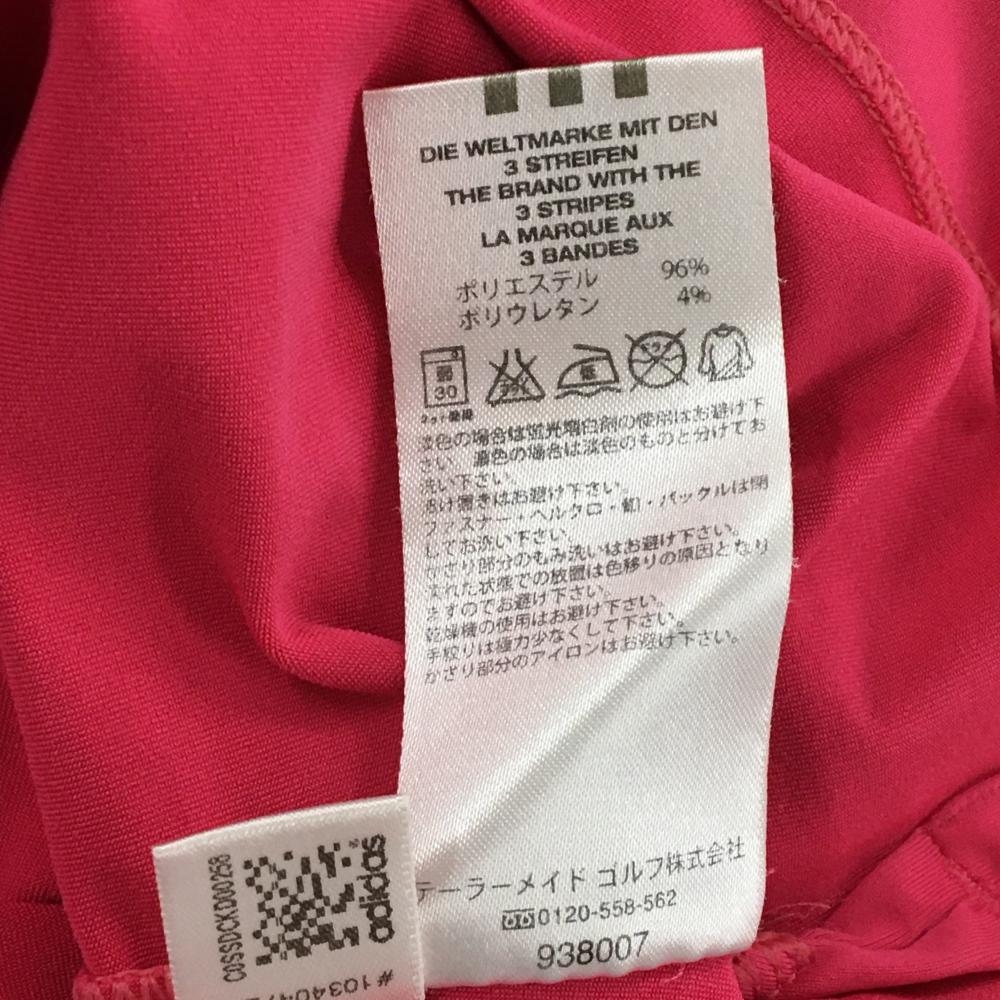 DIE WELTMARKE MIT DEN
3 STREIFEN
THE BRAND WITH THE
3 STRIPES
LA MARQUE AUX
3 BANDES
ポリエステル 96%
ポリウレタン 4%
弱
30
低
ドライ
淡色の場合は蛍光増白剤の使用はお避け下
さい。濃色の場合は淡色のものと分けてお
洗い下さい。
つけ置きはお避け下さい。
ファスナー・ベルクロ・釦・バックルは閉
してお洗い下さい。
かざり部分のもみ洗いはお避け下さい。
ぬれた状態での放置は色移りの原因となり
ますのでお避け下さい。
乾燥機の使用はお避け下さい。
手絞りは極力少なくして下さい。
かざり部分のアイロンはお避け下さい。
テーラーメイド ゴルフ株式会社
0120-558-562
938007
adidas